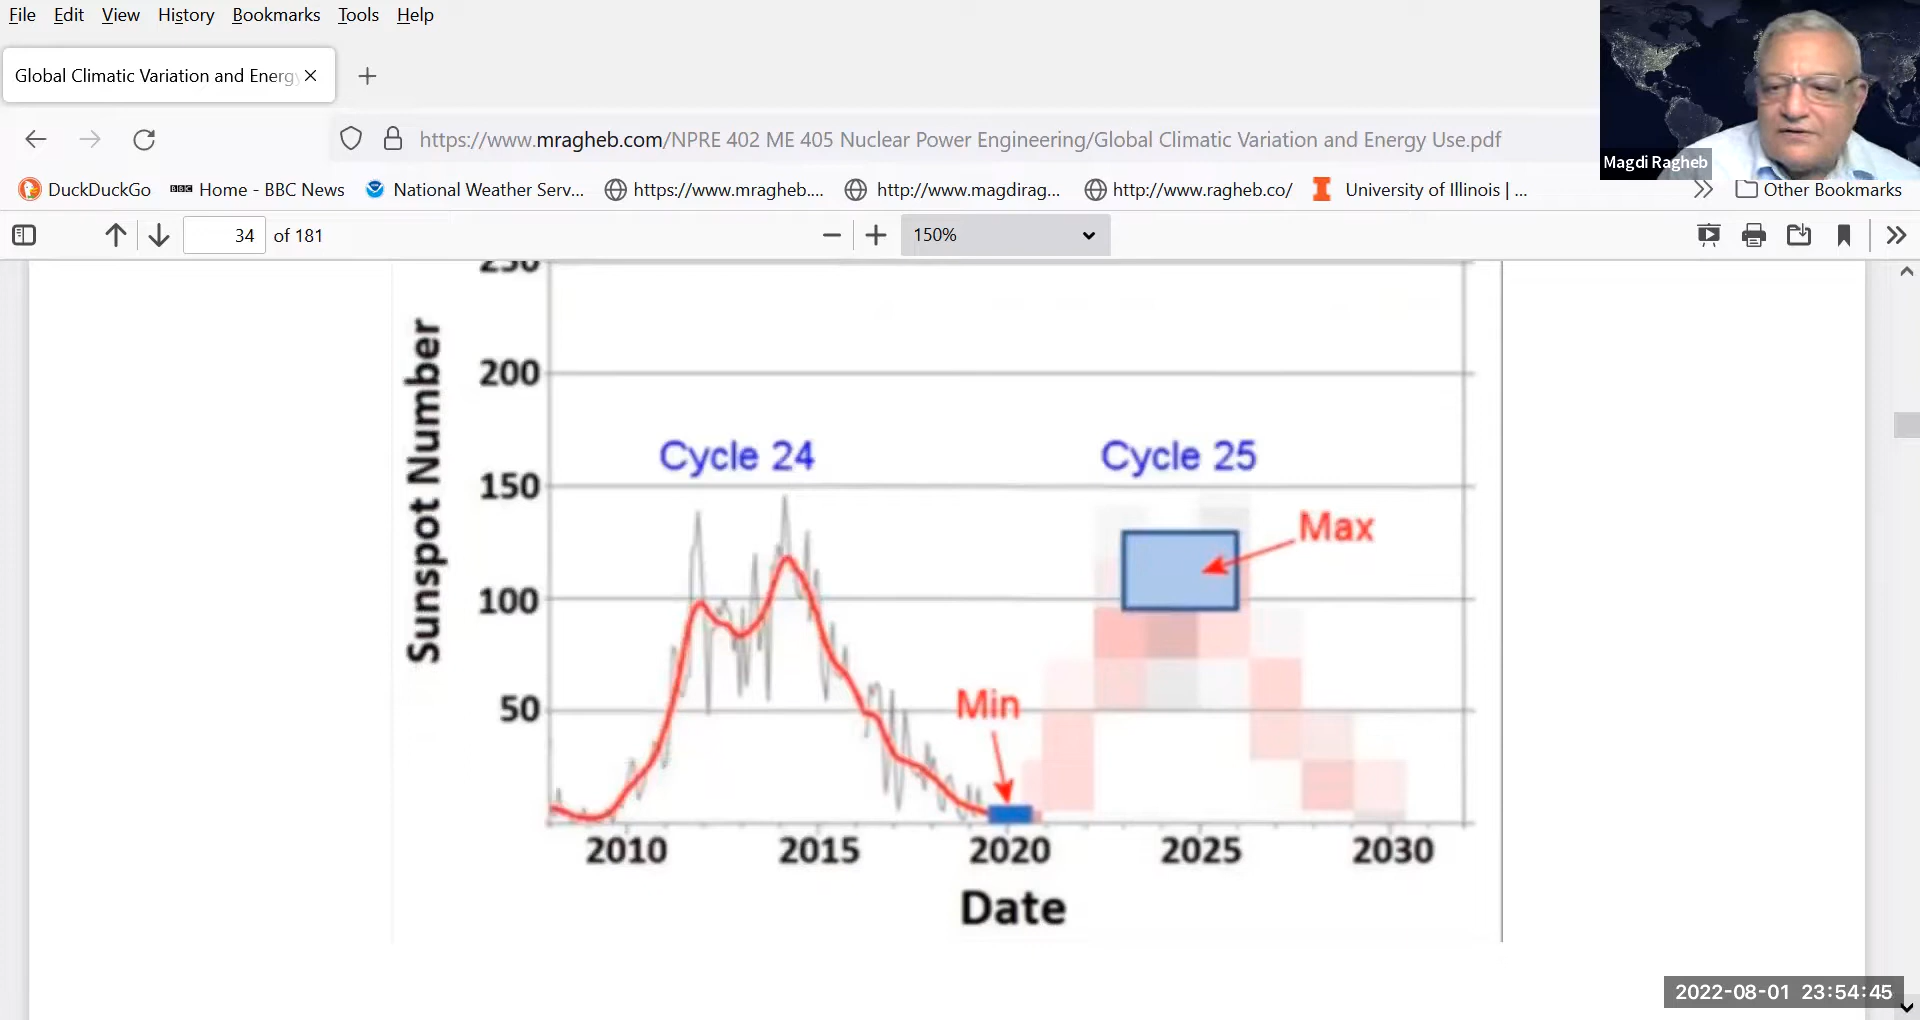 File Edit View History Bookmarks Tools Help
Global Climatic Variation and Energy
https://www.mragheb.com/NPRE 402 ME 405 Nuclear Power Engineering/Global Climatic Variation and Energy Use.pdf
Magdi Ragheb
DuckDuckGo BBC Home - BBC News National Weather Serv... https://www.mragheb.... http://www.magdirag... http://www.ragheb.co/ University of Illinois | ... Other Bookmarks
34 of 181 150%
250
Sunspot Number
200
Cycle 24 Cycle 25
150
Max
100
Min
50
2010 2015 2020 2025 2030
Date
2022-08-01 23:54:45